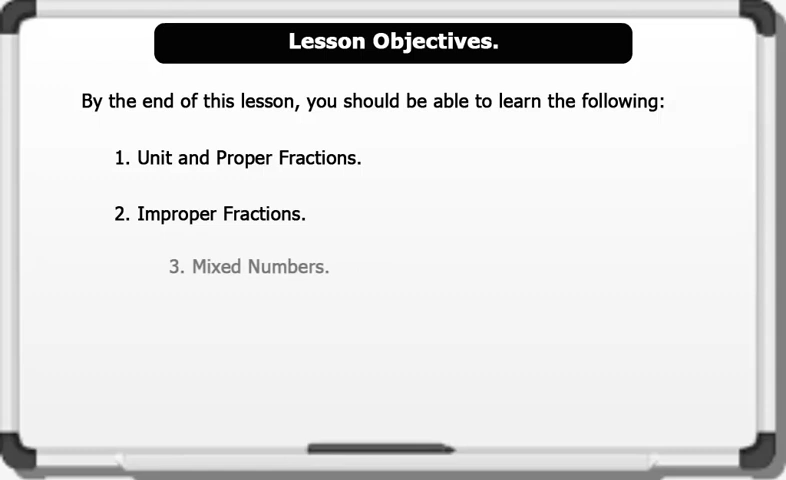 Lesson Objectives.
By the end of this lesson, you should be able to learn the following:
1. Unit and Proper Fractions.
2. Improper Fractions.
3. Mixed Numbers.